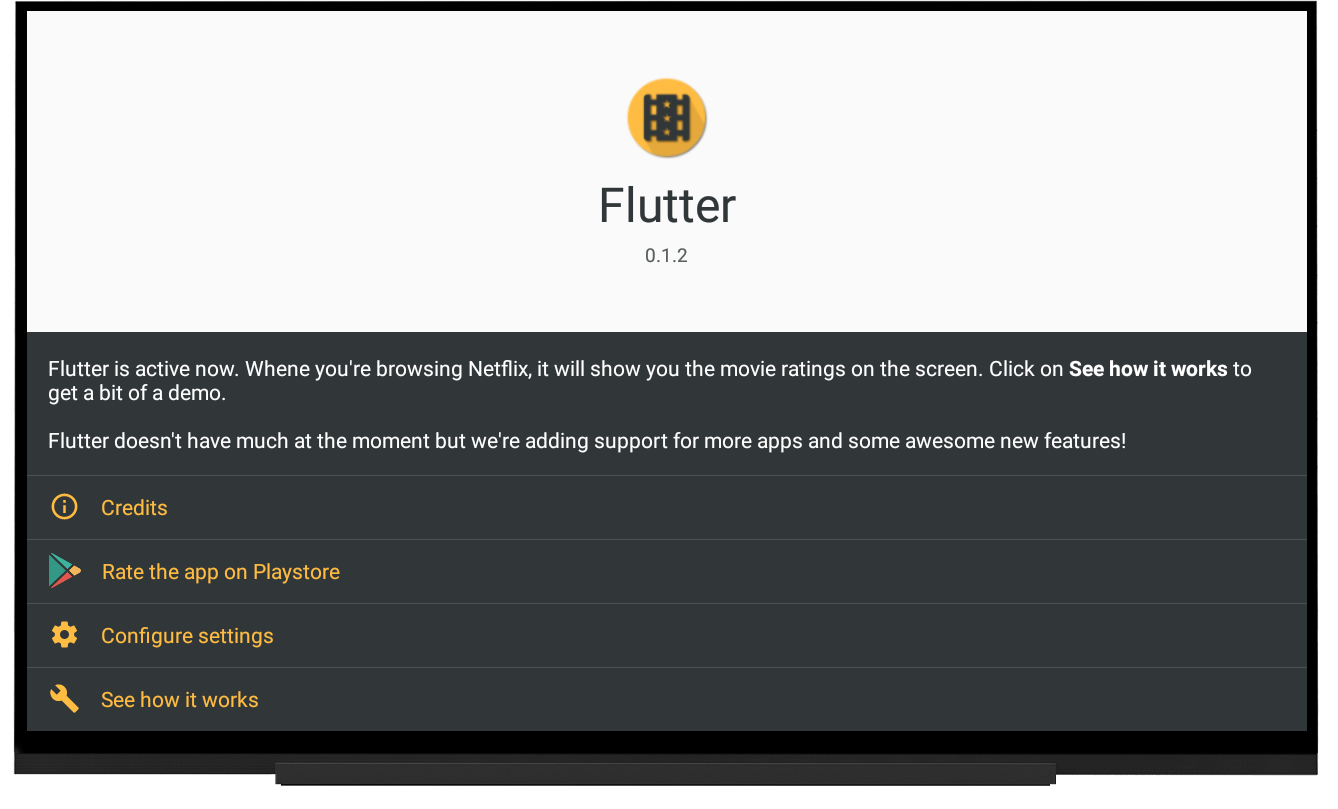 Flutter
0.1.2
Flutter is active now. Whene you're browsing Netflix, it will show you the movie ratings on the screen. Click on See how it works to
get a bit of a demo.
Flutter doesn't have much at the moment but we're adding support for more apps and some awesome new features!
Credits
Rate the app on Playstore
Configure settings
See how it works